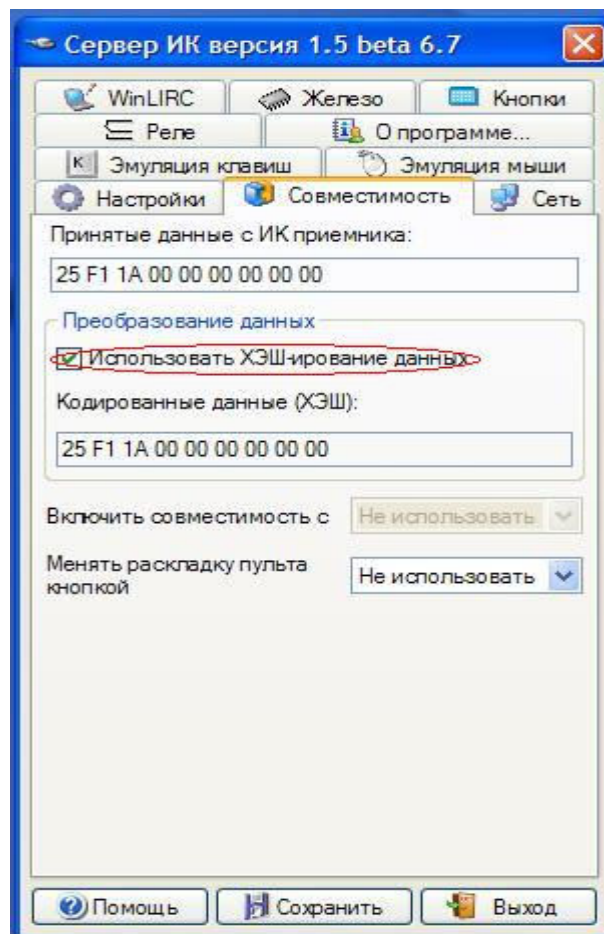 Сервер ИК версия 1.5 beta 6.7
WinLIRC Железо Кнопки
Реле О программе...
Эмуляция клавиш Эмуляция мыши
Настройки Совместимость Сеть
Принятые данные с ИК приемника:
25 F1 1A 00 00 00 00 00 00
Преобразование данных
Использовать ХЭШ-ирование данных
Кодированные данные (ХЭШ):
25 F1 1A 00 00 00 00 00 00
Включить совместимость с Не использовать
Менять раскладку пульта
кнопкой Не использовать
Помощь Сохранить Выход